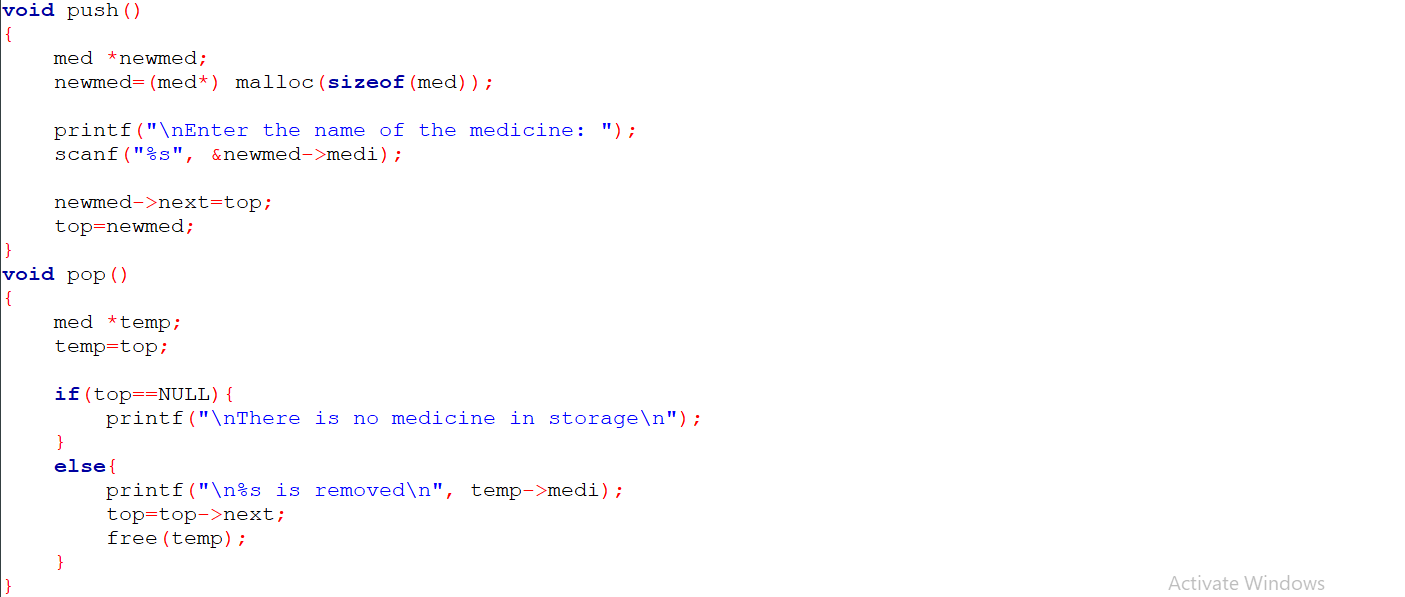 void push()
{
    med *newmed;
    newmed=(med*) malloc(sizeof(med));
    printf("\nEnter the name of the medicine: ");
    scanf("%s", &newmed->medi);
    newmed->next=top;
    top=newmed;
}
void pop()
{
    med *temp;
    temp=top;
    if(top==NULL){
        printf("\nThere is no medicine in storage\n");
    }
    else{
        printf("\n%s is removed\n", temp->medi);
        top=top->next;
        free(temp);
    }
}
Activate Windows